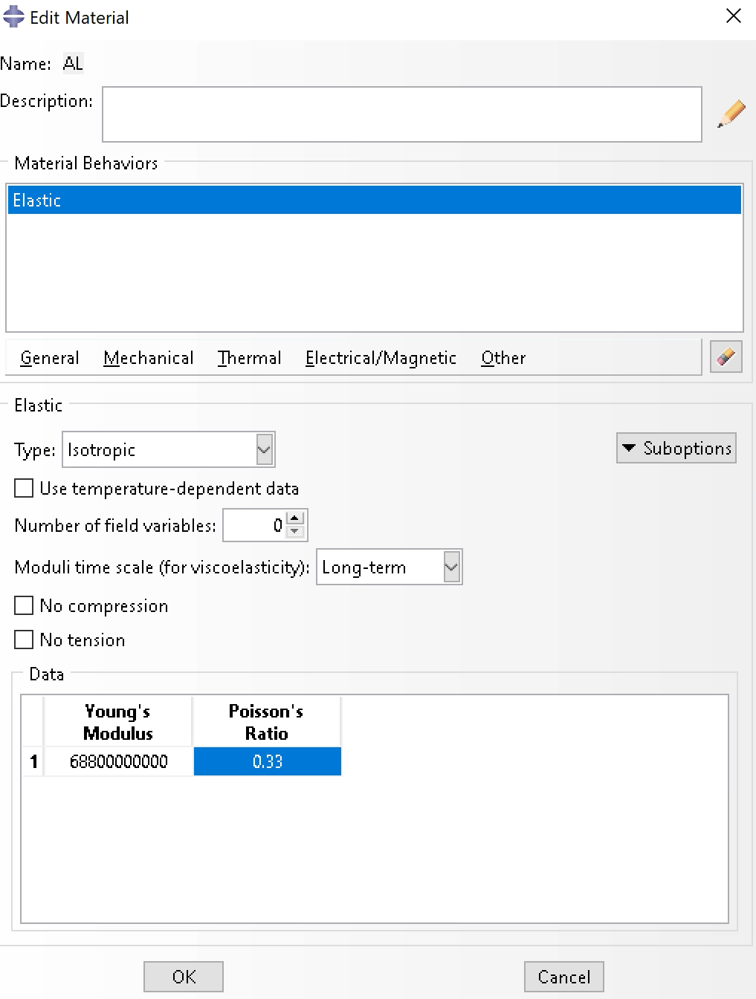 Edit Material
Name: AL
Description:
Material Behaviors
Elastic
General Mechanical Thermal Electrical/Magnetic Other
Elastic
Type: Isotropic Suboptions
Use temperature-dependent data
Number of field variables: 0
Moduli time scale (for viscoelasticity): Long-term
No compression
No tension
Data
Young's Poisson's
Modulus Ratio
1 68800000000 0.33
OK Cancel